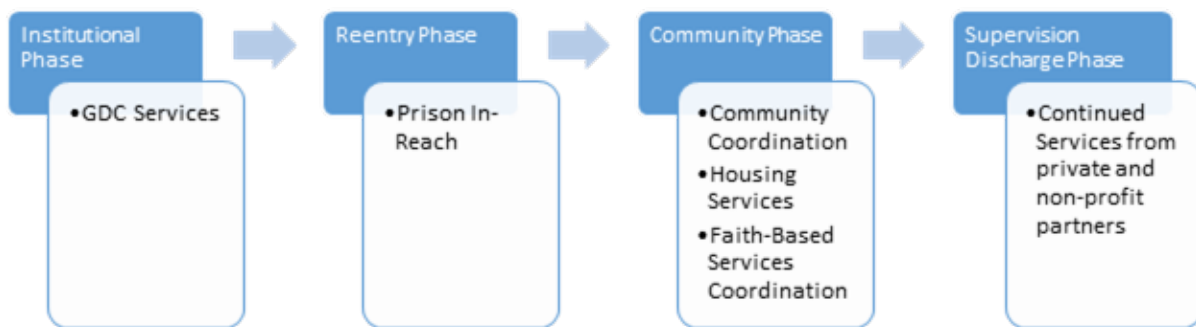 Institutional
Phase
•GDC Services
Reentry Phase
•Prison In-
Reach
Community Phase
•Community
Coordination
•Housing
Services
•Faith-Based
Services
Coordination
Supervision
Discharge Phase
•Continued
Services from
private and
non-profit
partners